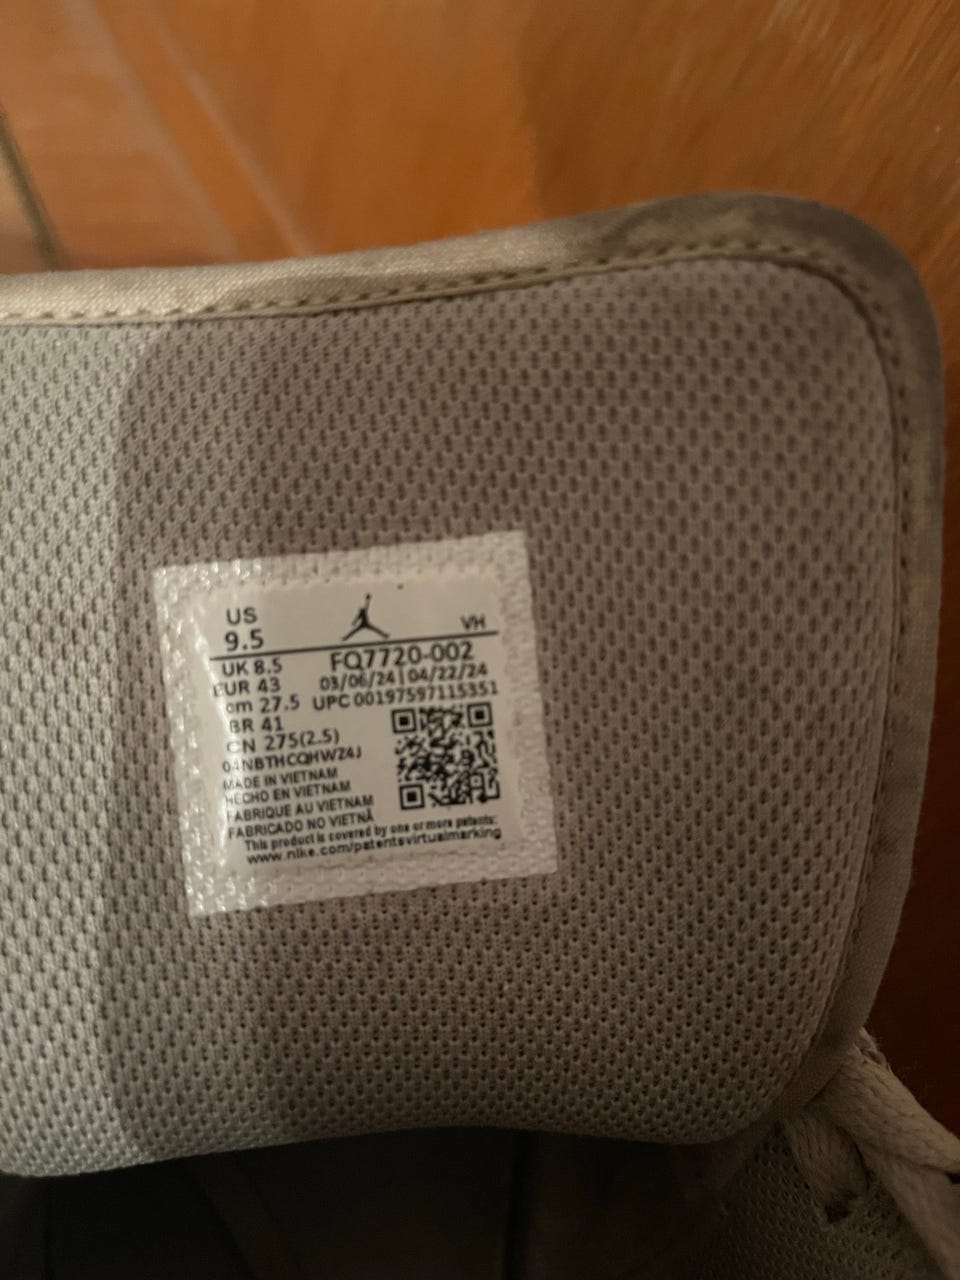 US
9.5
VH
UK 8.5
EUR 43
cm 27.5
BR 41
CN 275(2.5)
FQ7720-002
03/06/24 | 04/22/24
UPC 00197597115351
04NBTHCQHWZ4J
MADE IN VIETNAM
HECHO EN VIETNAM
FABRIQUE AU VIETNAM
FABRICADO NO VIETNÃ
This product is covered by one or more patents:
www.nike.com/patentsvirtualmarking